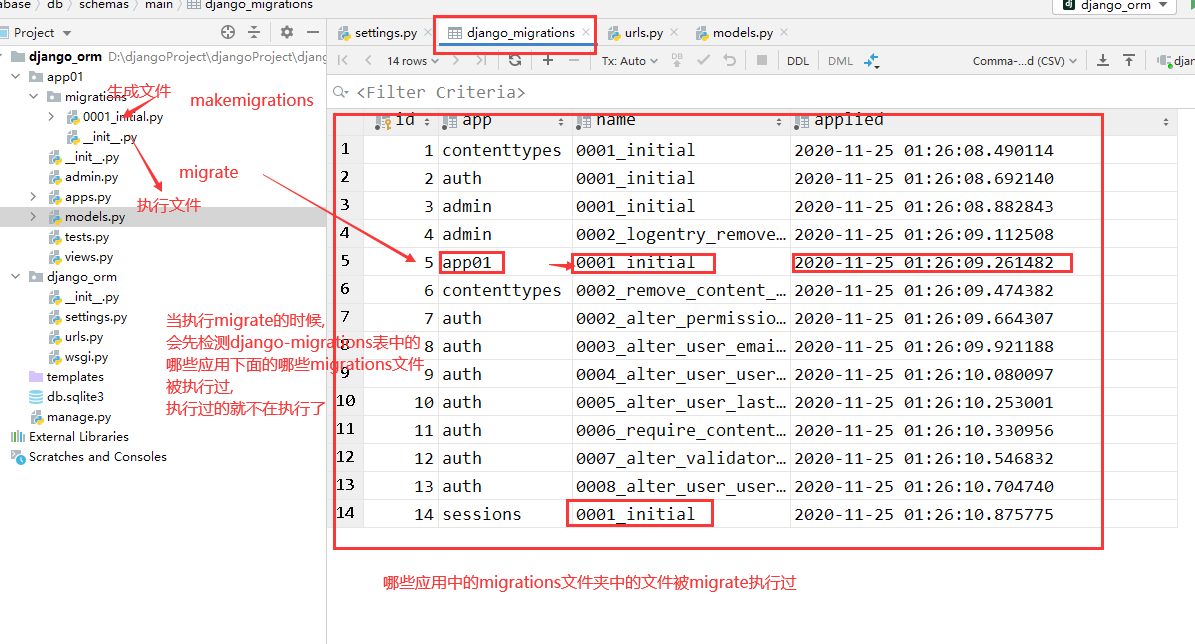 abase
db
schemas
main
django_migrations
django_orm
Project
settings.py
django_migrations
urls.py
models.py
14 rows
Tx: Auto
DB
DDL
DML
Comma-...d (CSV)
djan
<Filter Criteria>
django_orm D:\djangoProject\djangoProject\djang
app01
migrations
生成文件
makemigrations
0001_initial.py
__init__.py
__init__.py
admin.py
migrate
apps.py
执行文件
models.py
tests.py
views.py
django_orm
__init__.py
settings.py
urls.py
wsgi.py
templates
db.sqlite3
manage.py
External Libraries
Scratches and Consoles
当执行migrate的时候,
会先检测django-migrations表中的
哪些应用下面的哪些migrations文件
被执行过,
执行过的就不在执行了
id app name applied
1 1 contenttypes 0001_initial 2020-11-25 01:26:08.490114
2 2 auth 0001_initial 2020-11-25 01:26:08.692140
3 3 admin 0001_initial 2020-11-25 01:26:08.882843
4 4 admin 0002_logentry_remove… 2020-11-25 01:26:09.112508
5 5 app01 0001_initial 2020-11-25 01:26:09.261482
6 6 contenttypes 0002_remove_content_… 2020-11-25 01:26:09.474382
7 7 auth 0002_alter_permissio… 2020-11-25 01:26:09.664307
8 8 auth 0003_alter_user_emai… 2020-11-25 01:26:09.921188
9 9 auth 0004_alter_user_user… 2020-11-25 01:26:10.080097
10 10 auth 0005_alter_user_last… 2020-11-25 01:26:10.253001
11 11 auth 0006_require_content… 2020-11-25 01:26:10.330956
12 12 auth 0007_alter_validator… 2020-11-25 01:26:10.546832
13 13 auth 0008_alter_user_user… 2020-11-25 01:26:10.704740
14 14 sessions 0001_initial 2020-11-25 01:26:10.875775
哪些应用中的migrations文件夹中的文件被migrate执行过